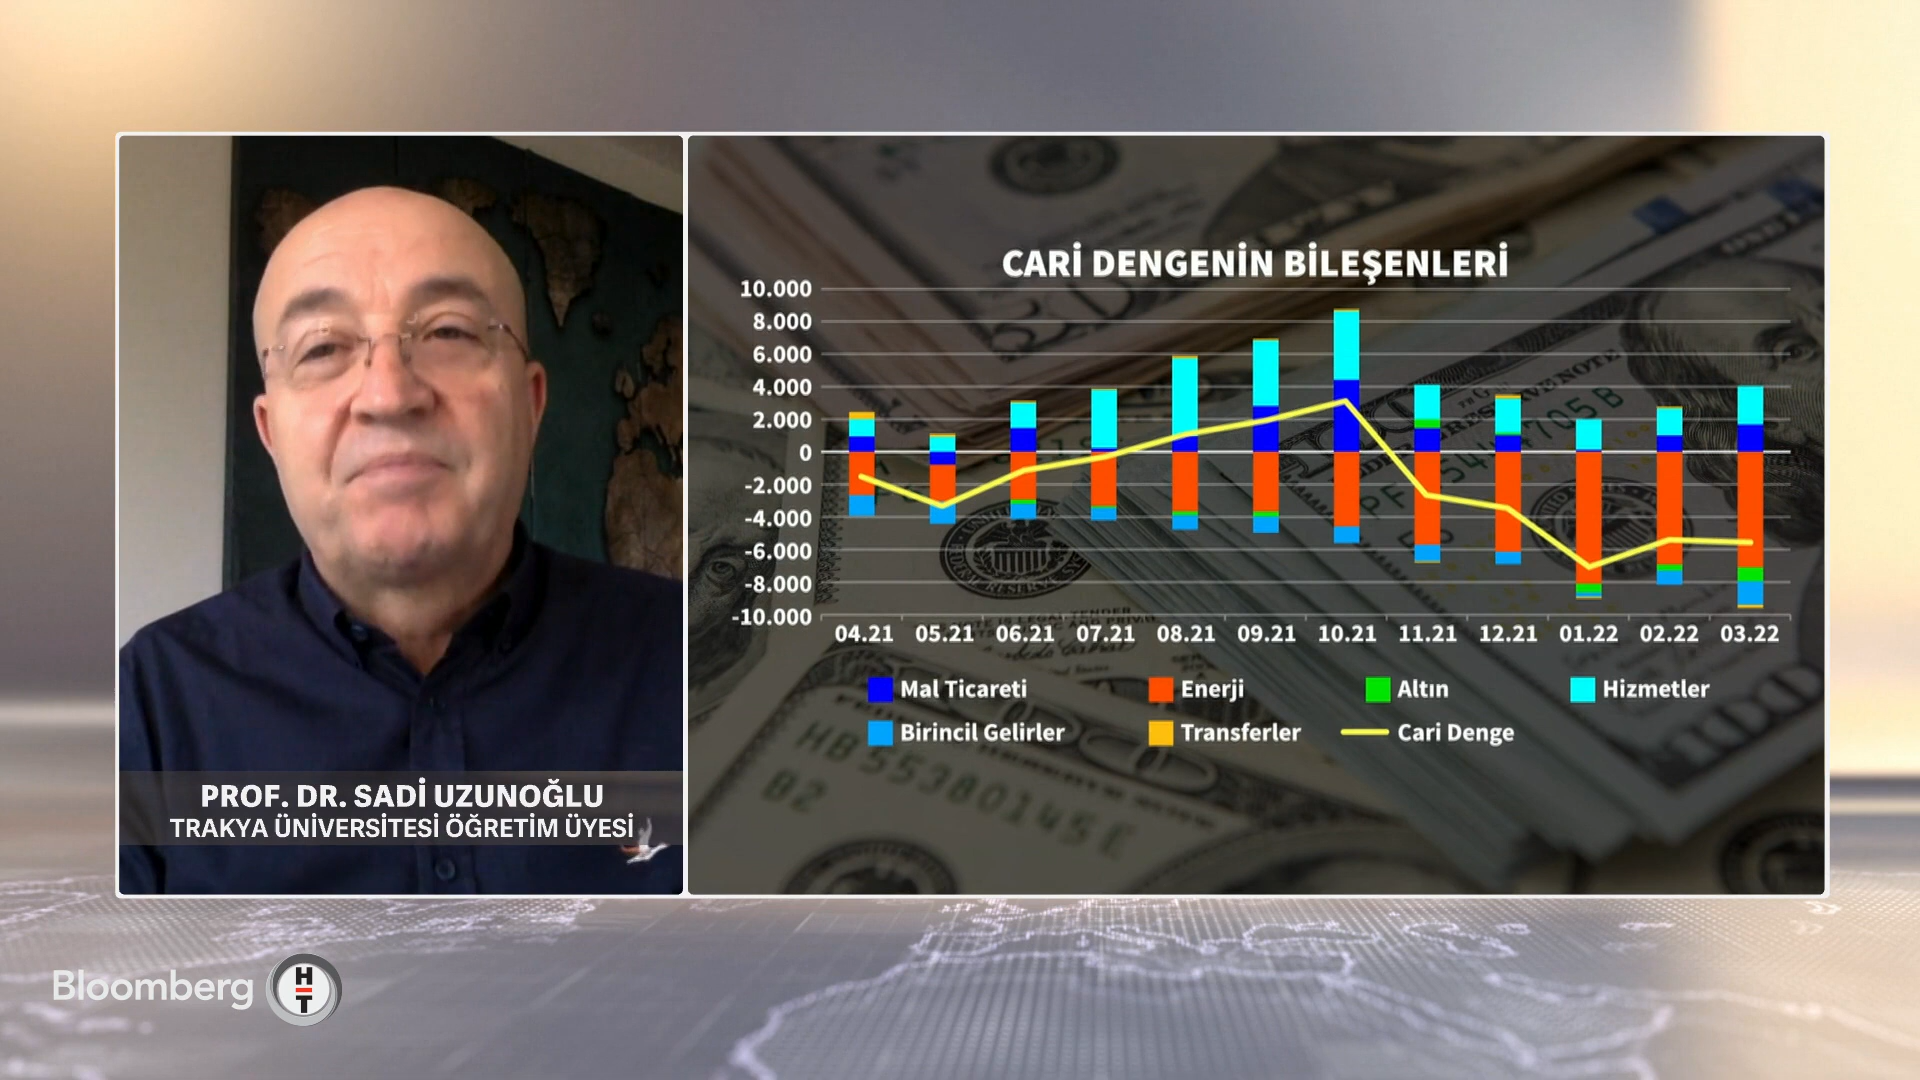 CARİ DENGENİN BİLEŞENLERİ
10.000
8.000
6.000
4.000
2.000
0
-2.000
-4.000
-6.000
-8.000
-10.000
04.21 05.21 06.21 07.21 08.21 09.21 10.21 11.21 12.21 01.22 02.22 03.22
Mal Ticareti Enerji Altın Hizmetler
Birincil Gelirler Transferler Cari Denge
PROF. DR. SADİ UZUNOĞLU
TRAKYA ÜNİVERSİTESİ ÖĞRETİM ÜYESİ
HB55380145E
B2
100
Bloomberg HT